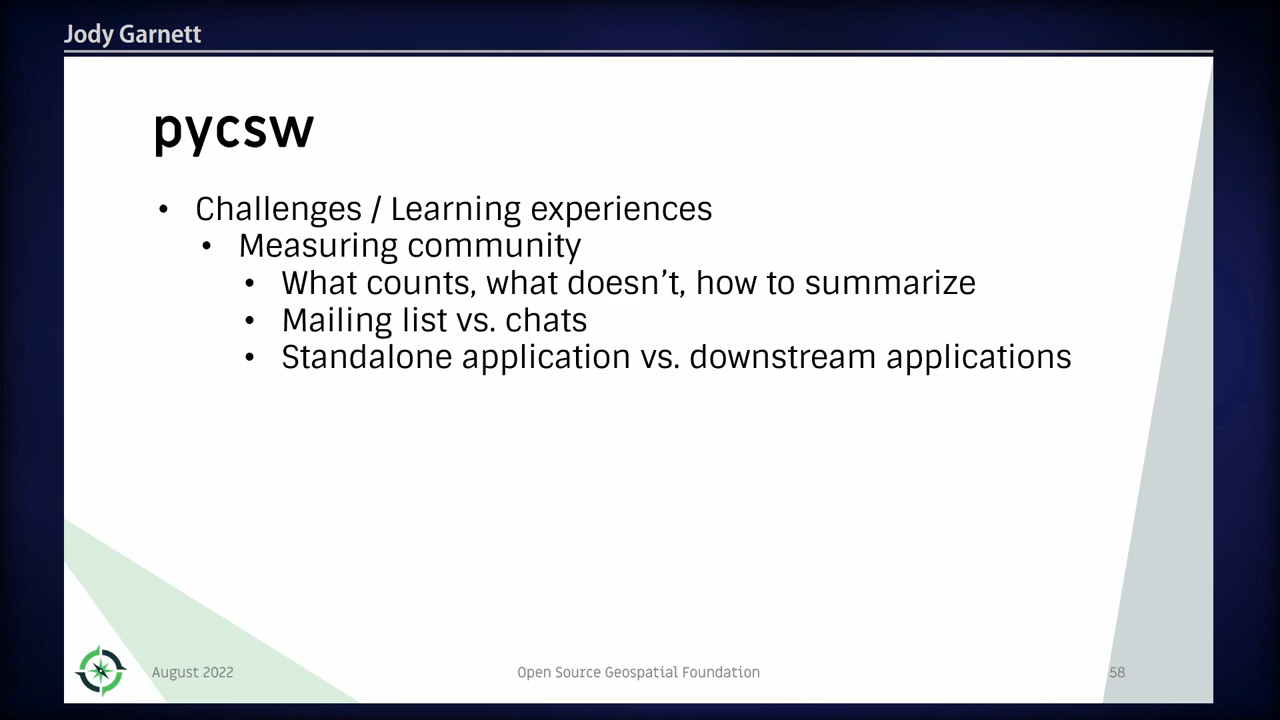 Jody Garnett
pycsw
• Challenges / Learning experiences
• Measuring community
• What counts, what doesn’t, how to summarize
• Mailing list vs. chats
• Standalone application vs. downstream applications
August 2022
Open Source Geospatial Foundation
58